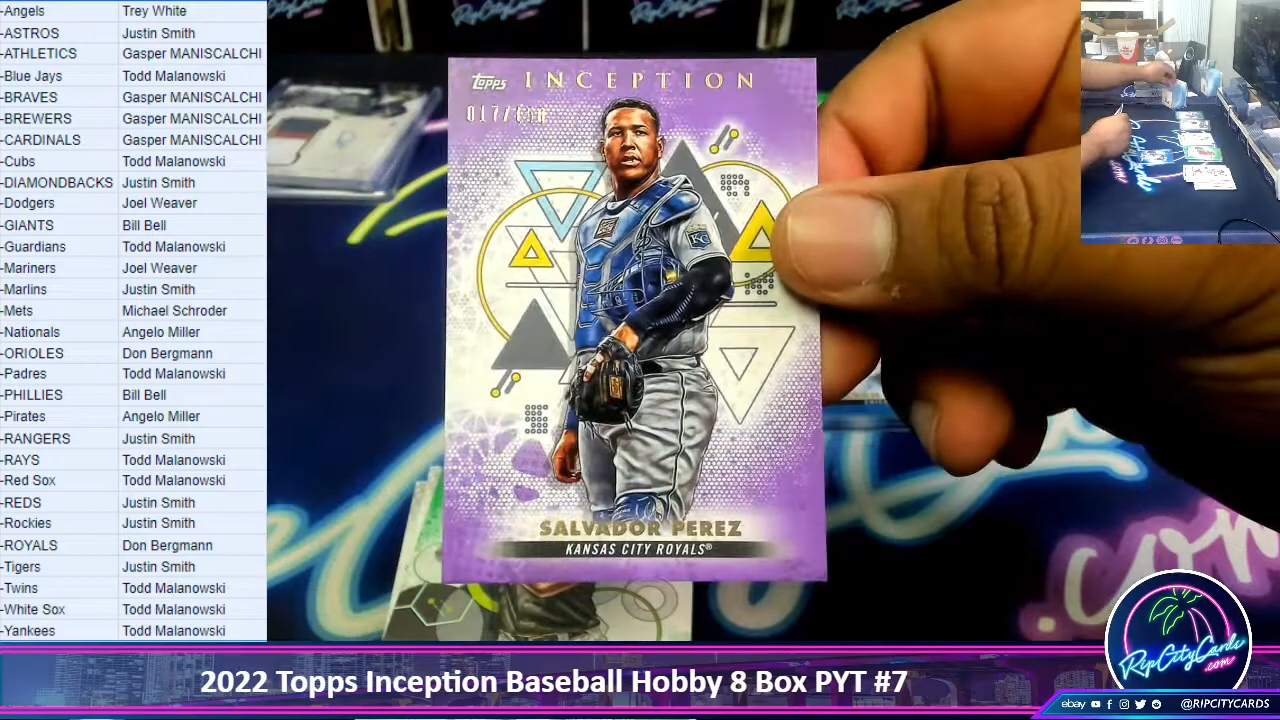 -Angels Trey White
-ASTROS Justin Smith
-ATHLETICS Gasper MANISCALCHI
-Blue Jays Todd Malanowski
-BRAVES Gasper MANISCALCHI
-BREWERS Gasper MANISCALCHI
-CARDINALS Gasper MANISCALCHI
-Cubs Todd Malanowski
-DIAMONDBACKS Justin Smith
-Dodgers Joel Weaver
-GIANTS Bill Bell
-Guardians Todd Malanowski
-Mariners Joel Weaver
-Marlins Justin Smith
-Mets Michael Schroder
-Nationals Angelo Miller
-ORIOLES Don Bergmann
-Padres Todd Malanowski
-PHILLIES Bill Bell
-Pirates Angelo Miller
-RANGERS Justin Smith
-RAYS Todd Malanowski
-Red Sox Todd Malanowski
-REDS Justin Smith
-Rockies Justin Smith
-ROYALS Don Bergmann
-Tigers Justin Smith
-Twins Todd Malanowski
-White Sox Todd Malanowski
-Yankees Todd Malanowski
Topps INCEPTION
KC
SALVADOR PEREZ
KANSAS CITY ROYALS®
.com
RipCityCards
.com
2022 Topps Inception Baseball Hobby 8 Box PYT #7
ebay @RIPCITYCARDS